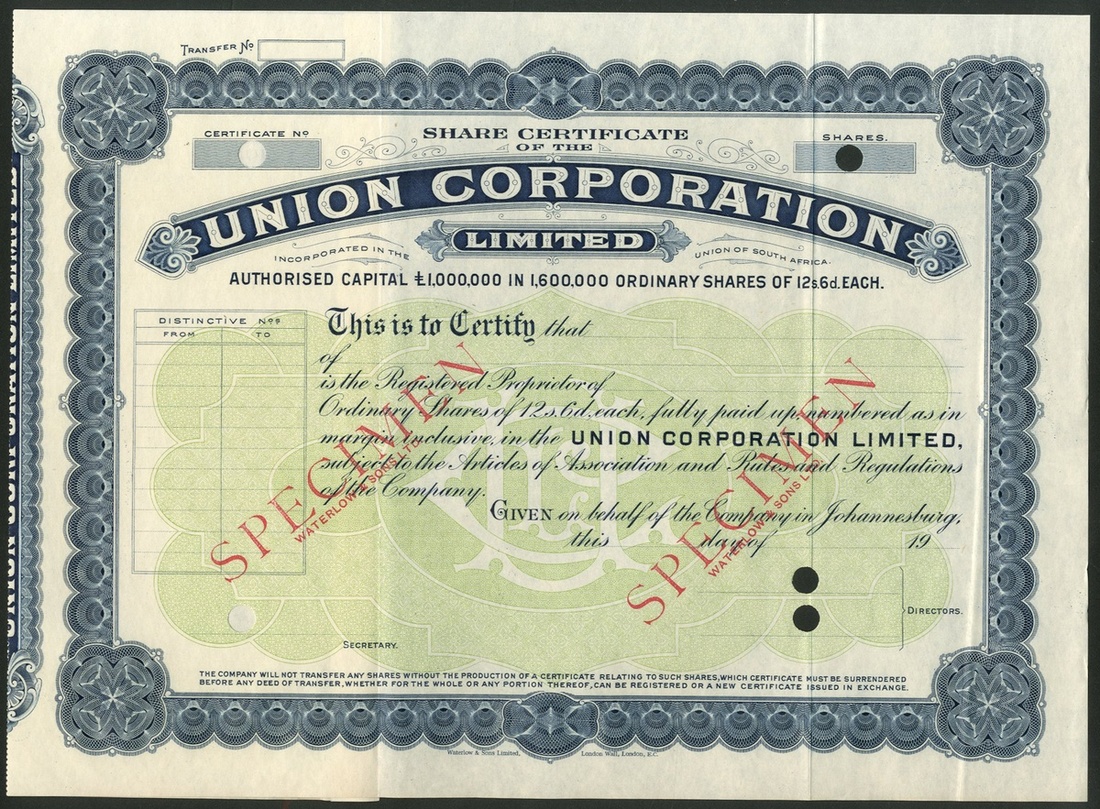 TRANSFER No
CERTIFICATE No
SHARE CERTIFICATE
OF THE
SHARES.
UNION CORPORATION
LIMITED
INCORPORATED IN THE
UNION OF SOUTH AFRICA.
AUTHORISED CAPITAL £1,000,000 IN 1,600,000 ORDINARY SHARES OF 12s.6d. EACH.
DISTINCTIVE Nos
FROM TO
This is to Certify that
of
is the Registered Proprietor of
Ordinary Shares of 12s.6d. each, fully paid up, numbered as in
margin inclusive, in the UNION CORPORATION LIMITED,
subject to the Articles of Association and Rules and Regulations
of the Company.
GIVEN on behalf of the Company in Johannesburg,
this day of 19
SPECIMEN
WATERLOW & SONS LTD
SPECIMEN
WATERLOW & SONS LTD
DIRECTORS.
SECRETARY.
THE COMPANY WILL NOT TRANSFER ANY SHARES WITHOUT THE PRODUCTION OF A CERTIFICATE RELATING TO SUCH SHARES, WHICH CERTIFICATE MUST BE SURRENDERED
BEFORE ANY DEED OF TRANSFER, WHETHER FOR THE WHOLE OR ANY PORTION THEREOF, CAN BE REGISTERED OR A NEW CERTIFICATE ISSUED IN EXCHANGE.
Waterlow & Sons Limited, London Wall, London, E.C.